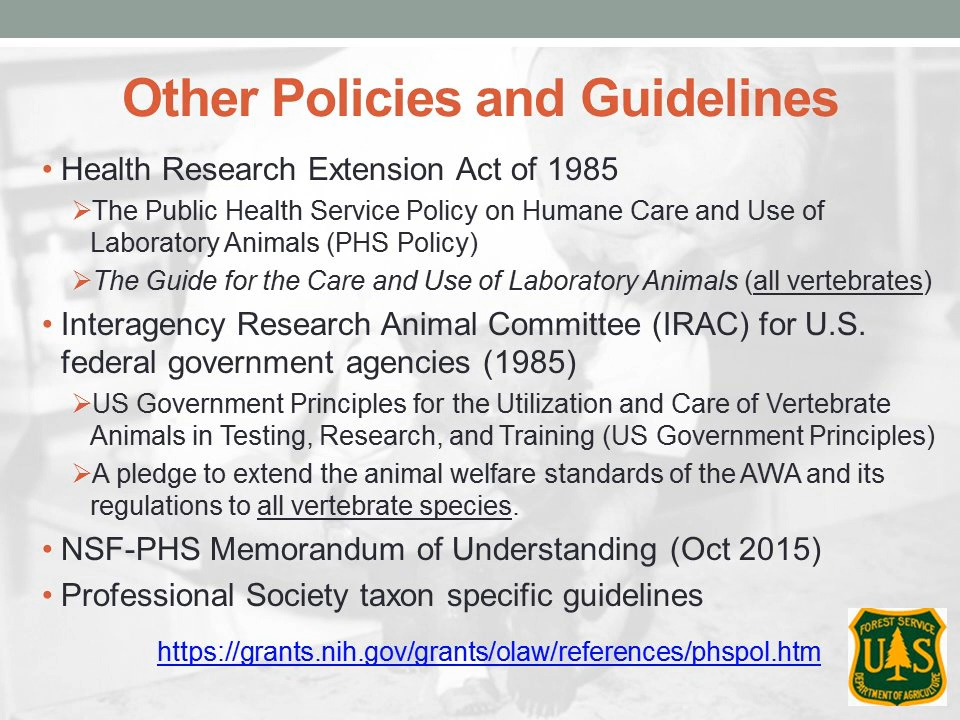 Other Policies and Guidelines
• Health Research Extension Act of 1985
➢The Public Health Service Policy on Humane Care and Use of
Laboratory Animals (PHS Policy)
➢The Guide for the Care and Use of Laboratory Animals (all vertebrates)
• Interagency Research Animal Committee (IRAC) for U.S.
federal government agencies (1985)
➢US Government Principles for the Utilization and Care of Vertebrate
Animals in Testing, Research, and Training (US Government Principles)
➢A pledge to extend the animal welfare standards of the AWA and its
regulations to all vertebrate species.
• NSF-PHS Memorandum of Understanding (Oct 2015)
• Professional Society taxon specific guidelines
https://grants.nih.gov/grants/olaw/references/phspol.htm
FOREST SERVICE
U S
DEPARTMENT OF AGRICULTURE